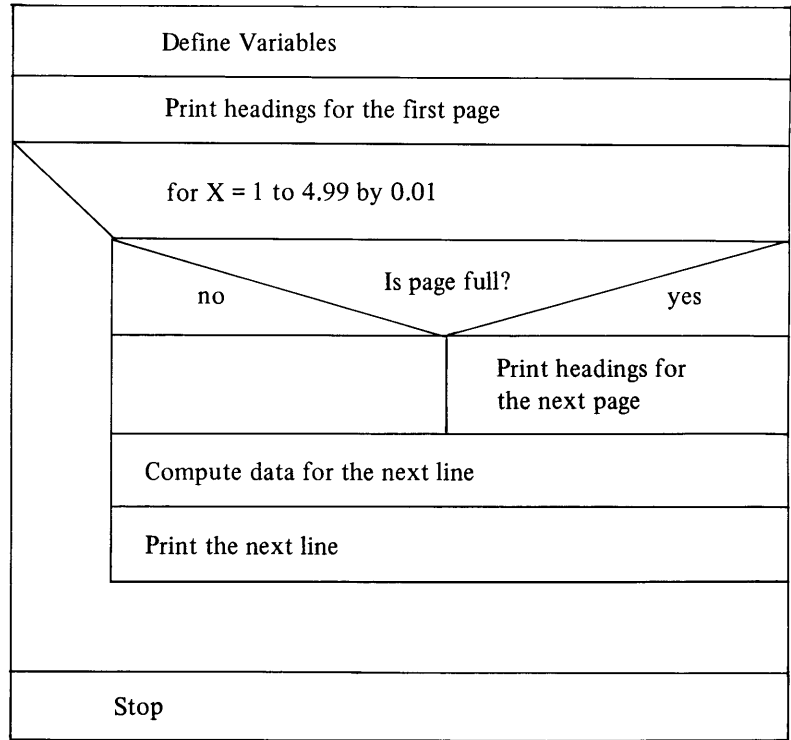 Define Variables
Print headings for the first page
for X = 1 to 4.99 by 0.01
Is page full?
no
yes
Print headings for
the next page
Compute data for the next line
Print the next line
Stop